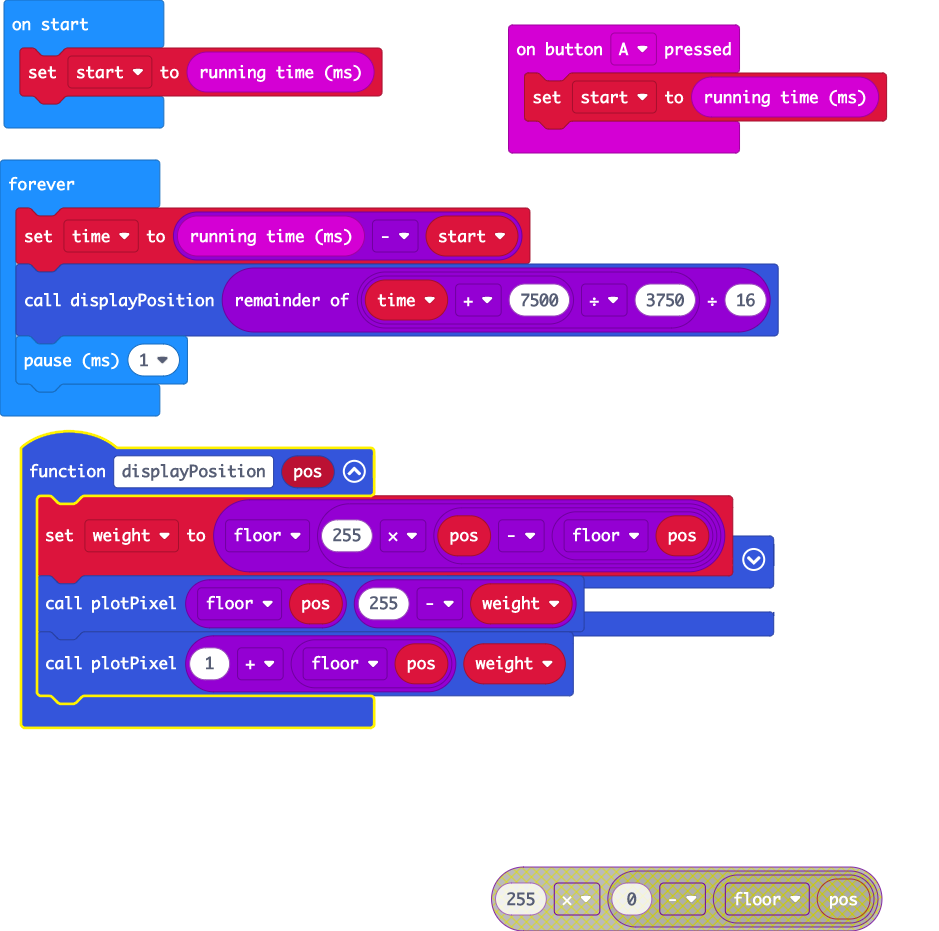 on start
set start to running time (ms)
on button A pressed
set start to running time (ms)
forever
set time to running time (ms) - start
call displayPosition remainder of time + 7500 ÷ 3750 ÷ 16
pause (ms) 1
function displayPosition pos
set weight to floor 255 × pos - floor pos
call plotPixel floor pos 255 - weight
call plotPixel 1 + floor pos weight
255 × 0 - floor pos